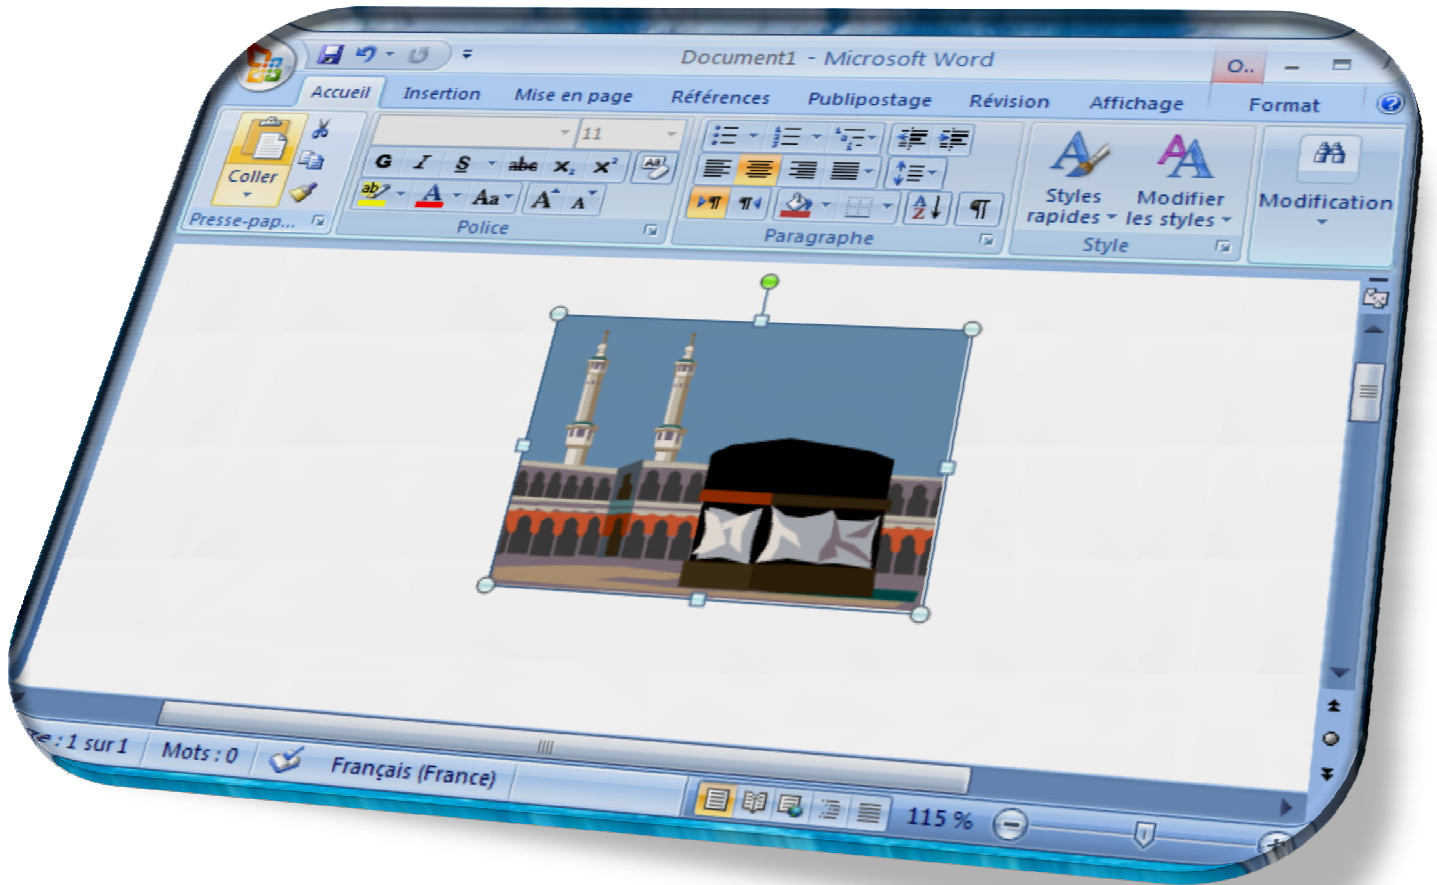 Document1 - Microsoft Word
O..
Accueil Insertion Mise en page Références Publipostage Révision Affichage Format
Coller
Presse-pap...
11
G I S abc x₂ x²
Aa
ab A Aa A A
Police
A Z
Paragraphe
Styles rapides
Modifier les styles
Style
Modification
: 1 sur 1
Mots : 0
Français (France)
115 %